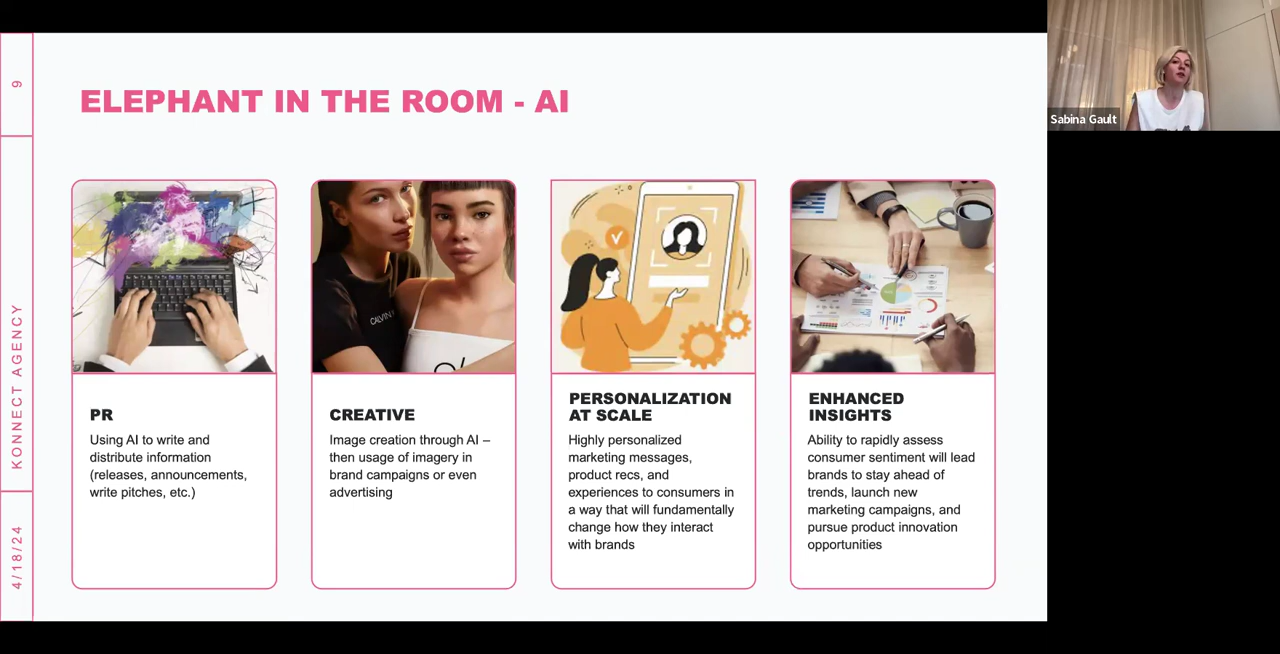 9
KONNECT AGENCY
4/18/24
ELEPHANT IN THE ROOM - AI
PR
Using AI to write and
distribute information
(releases, announcements,
write pitches, etc.)
CREATIVE
Image creation through AI –
then usage of imagery in
brand campaigns or even
advertising
PERSONALIZATION
AT SCALE
Highly personalized
marketing messages,
product recs, and
experiences to consumers in
a way that will fundamentally
change how they interact
with brands
ENHANCED
INSIGHTS
Ability to rapidly assess
consumer sentiment will lead
brands to stay ahead of
trends, launch new
marketing campaigns, and
pursue product innovation
opportunities
Sabina Gault